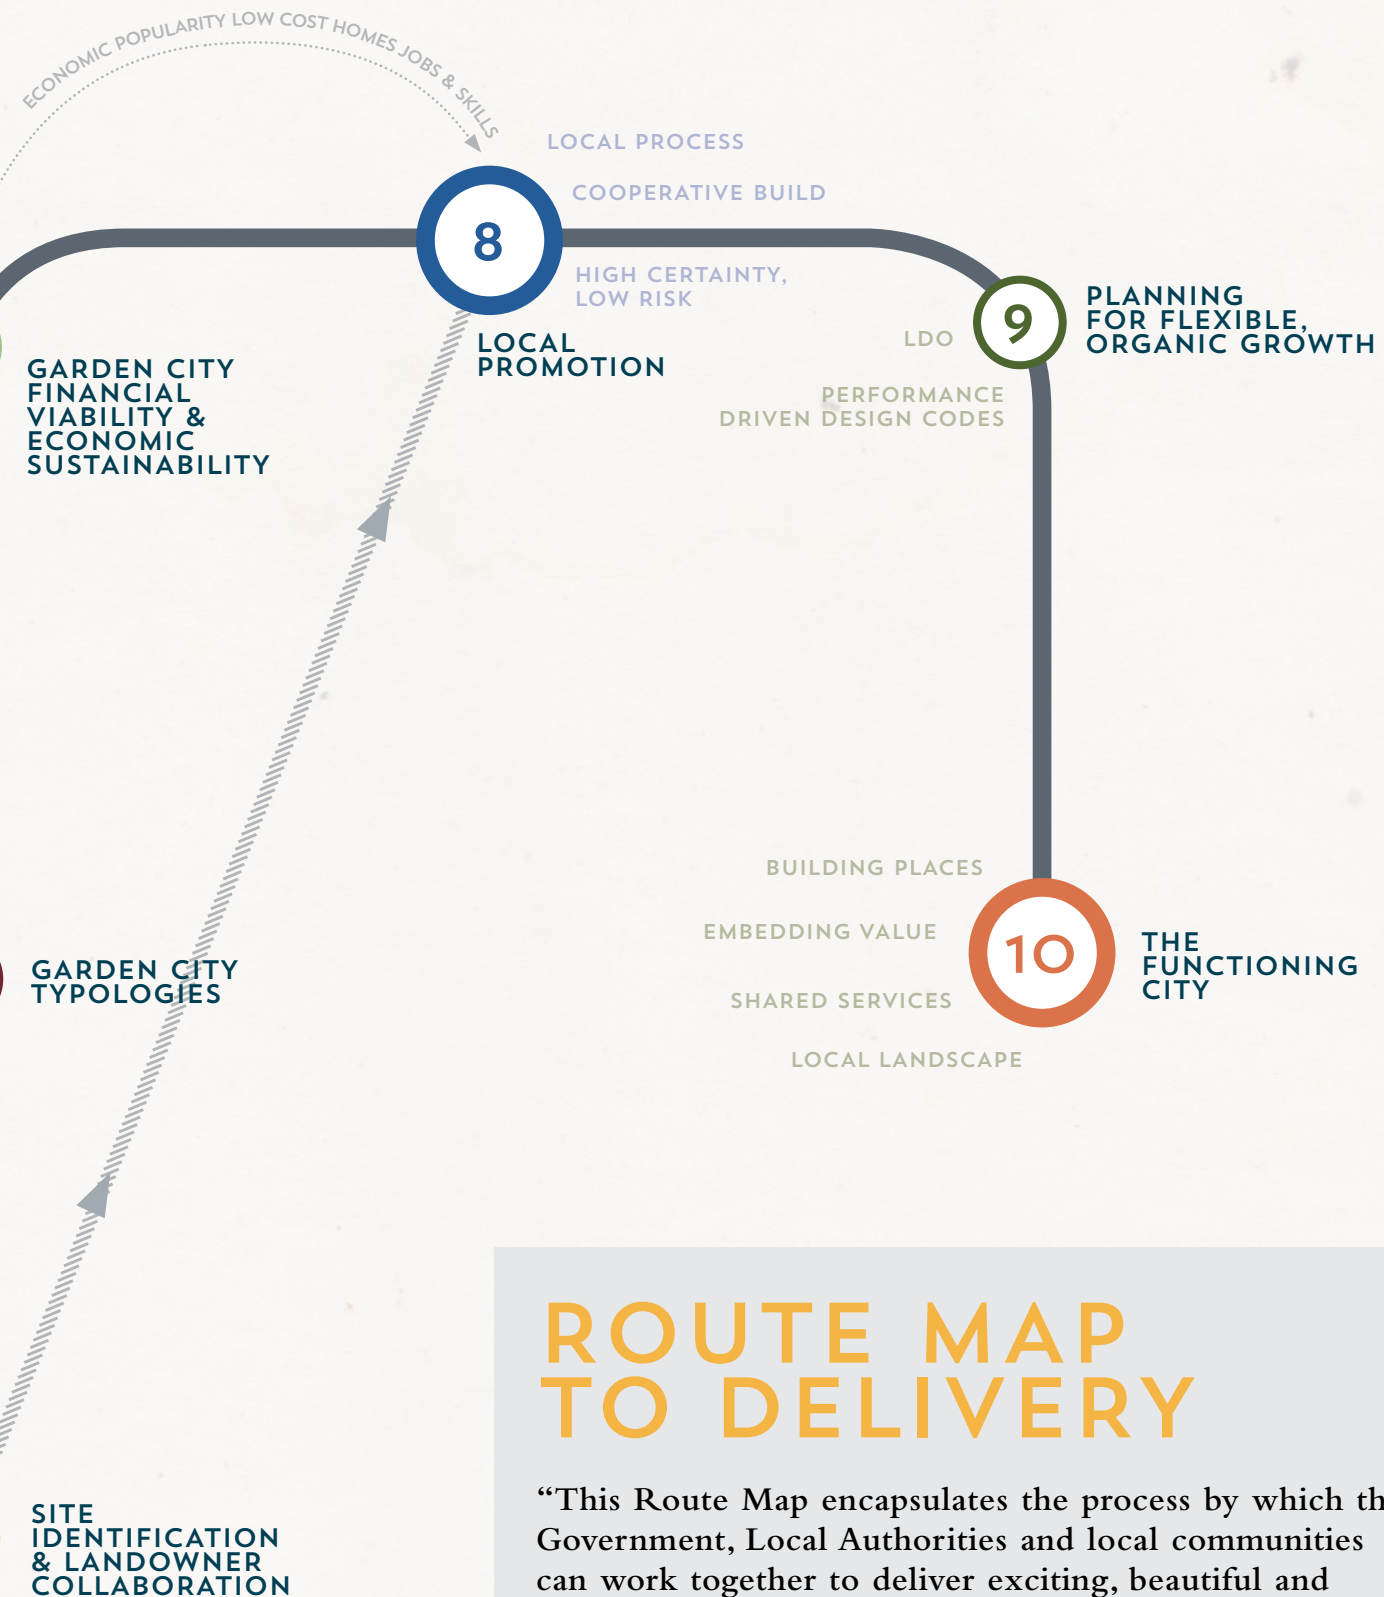 ECONOMIC POPULARITY LOW COST HOMES JOBS & SKILLS
LOCAL PROCESS
COOPERATIVE BUILD
8
HIGH CERTAINTY,
LOW RISK
LOCAL
PROMOTION
GARDEN CITY
FINANCIAL
VIABILITY &
ECONOMIC
SUSTAINABILITY
9
PLANNING
FOR FLEXIBLE,
ORGANIC GROWTH
LDO
PERFORMANCE
DRIVEN DESIGN CODES
BUILDING PLACES
EMBEDDING VALUE
SHARED SERVICES
LOCAL LANDSCAPE
10
THE
FUNCTIONING
CITY
GARDEN CITY
TYPOLOGIES
SITE
IDENTIFICATION
& LANDOWNER
COLLABORATION
ROUTE MAP
TO DELIVERY
“This Route Map encapsulates the process by which
Government, Local Authorities and local communities
can work together to deliver exciting, beautiful and